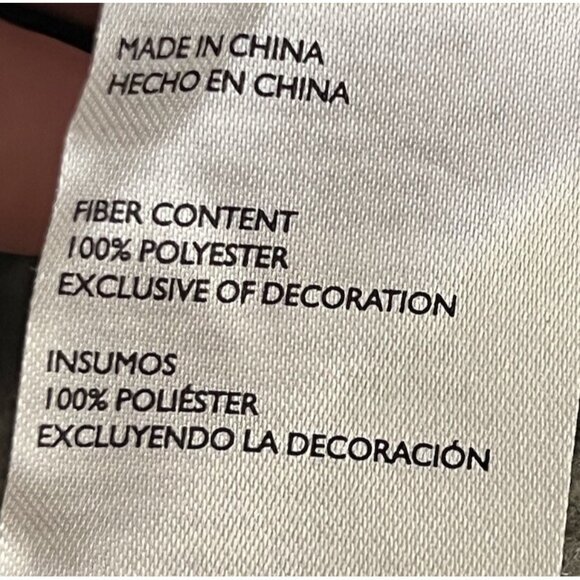 MADE IN CHINA
HECHO EN CHINA
FIBER CONTENT
100% POLYESTER
EXCLUSIVE OF DECORATION
INSUMOS
100% POLIÉSTER
EXCLUYENDO LA DECORACIÓN